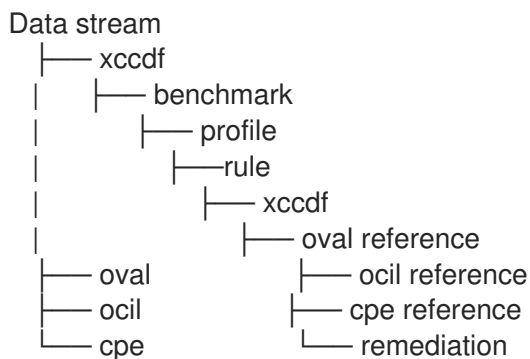 Data stream
├── xccdf
|      ├── benchmark
|            ├── profile
|                ├──rule
|                    ├── xccdf
|                         ├── oval reference
├── oval                  ├── ocil reference
├── ocil                  ├── cpe reference
└── cpe                   └── remediation